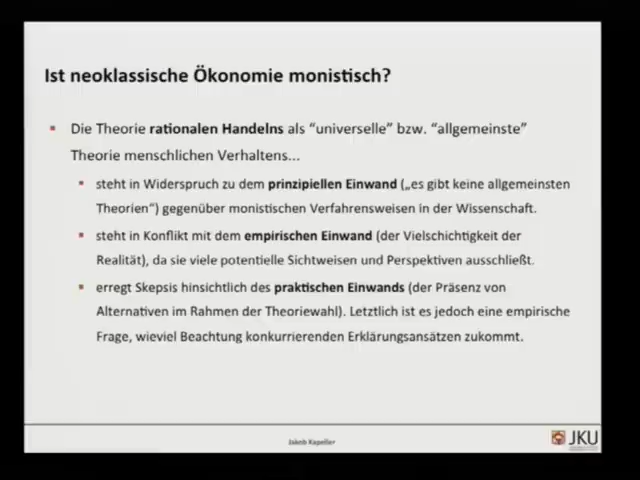 Ist neoklassische Ökonomie monistisch?
Die Theorie rationalen Handelns als “universelle” bzw. “allgemeinste”
Theorie menschlichen Verhaltens...
steht in Widerspruch zu dem prinzipiellen Einwand („es gibt keine allgemeinsten
Theorien“) gegenüber monistischen Verfahrensweisen in der Wissenschaft.
steht in Konflikt mit dem empirischen Einwand (der Vielschichtigkeit der
Realität), da sie viele potentielle Sichtweisen und Perspektiven ausschließt.
erregt Skepsis hinsichtlich des praktischen Einwands (der Präsenz von
Alternativen im Rahmen der Theoriewahl). Letztlich ist es jedoch eine empirische
Frage, wieviel Beachtung konkurrierenden Erklärungsansätzen zukommt.
Jakob Kapeller
JKU